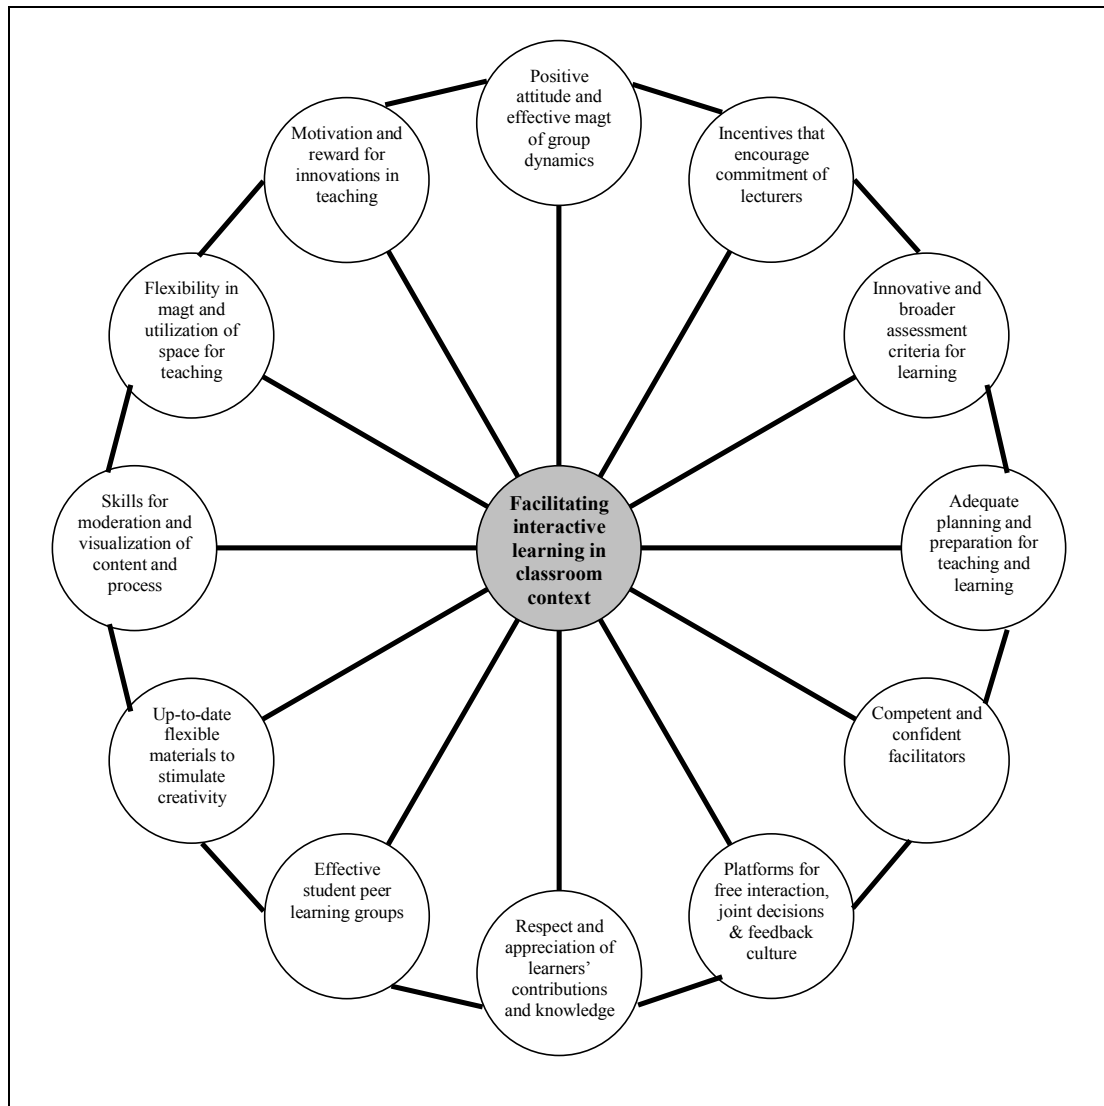 Positive
attitude and
effective magt
of group
dynamics
Incentives that
encourage
commitment of
lecturers
Innovative and
broader
assessment
criteria for
learning
Adequate
planning and
preparation for
teaching and
learning
Competent and
confident
facilitators
Platforms for
free interaction,
joint decisions
& feedback
culture
Respect and
appreciation of
learners’
contributions
and knowledge
Effective
student peer
learning groups
Up-to-date
flexible
materials to
stimulate
creativity
Skills for
moderation and
visualization of
content and
process
Flexibility in
magt and
utilization of
space for
teaching
Motivation and
reward for
innovations in
teaching
Facilitating
interactive
learning in
classroom
context